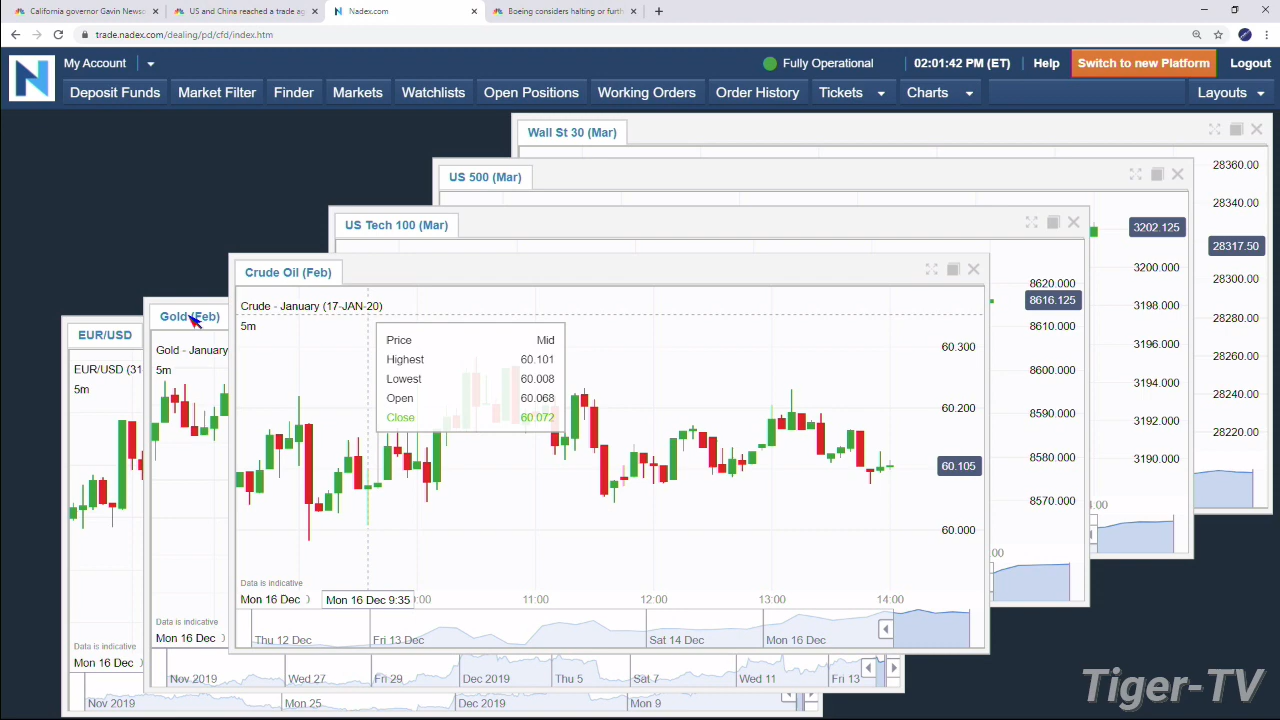 California governor Gavin Newsc
US and China reached a trade ag
Nadex.com
Boeing considers halting or furth
trade.nadex.com/dealing/pd/cfd/index.htm
My Account
Fully Operational
02:01:42 PM (ET)
Help
Switch to new Platform
Logout
Deposit Funds
Market Filter
Finder
Markets
Watchlists
Open Positions
Working Orders
Order History
Tickets
Charts
Layouts
Wall St 30 (Mar)
28360.00
28340.00
28317.50
28300.00
28280.00
28260.00
28240.00
28220.00
US 500 (Mar)
3202.125
3200.000
3198.000
3196.000
3194.000
3192.000
3190.000
US Tech 100 (Mar)
8620.000
8616.125
8610.000
8600.000
8590.000
8580.000
8570.000
Crude Oil (Feb)
Crude - January (17-JAN-20)
5m
Price Mid
Highest 60.101
Lowest 60.008
Open 60.068
Close 60.072
60.300
60.200
60.105
60.000
Data is indicative
Mon 16 Dec
Mon 16 Dec 9:35
:00
11:00
12:00
13:00
14:00
Thu 12 Dec
Fri 13 Dec
Sat 14 Dec
Mon 16 Dec
Gold (Feb)
Gold - January
5m
Data is indicative
Mon 16 Dec
Nov 2019
Wed 27
Fri 29
Dec 2019
Thu 5
Sat 7
Wed 11
Fri 13
EUR/USD
EUR/USD (31
5m
Data is indicative
Mon 16 Dec
Nov 2019
Mon 25
Dec 2019
Mon 9
:00
:00
Tiger-TV